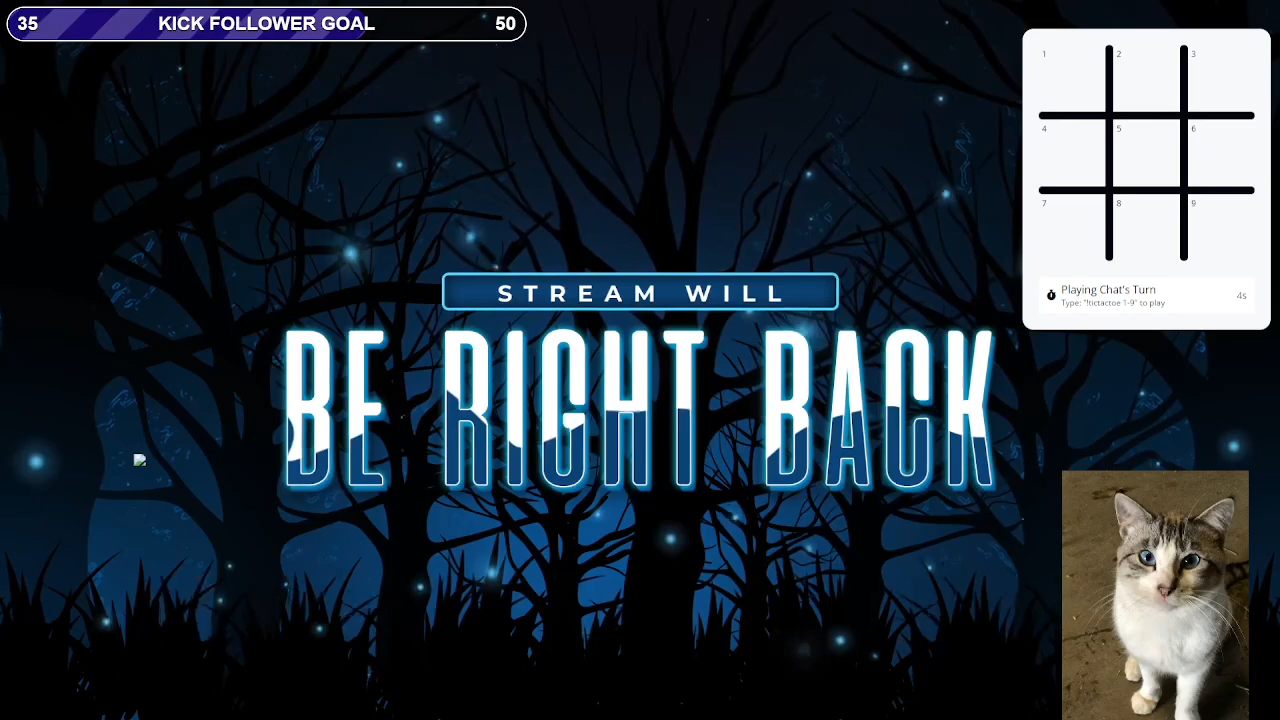 35 KICK FOLLOWER GOAL 50
1 2 3
4 5 6
7 8 9
Playing Chat's Turn
Type: "!tictactoe 1-9" to play
4s
STREAM WILL
BE RIGHT BACK